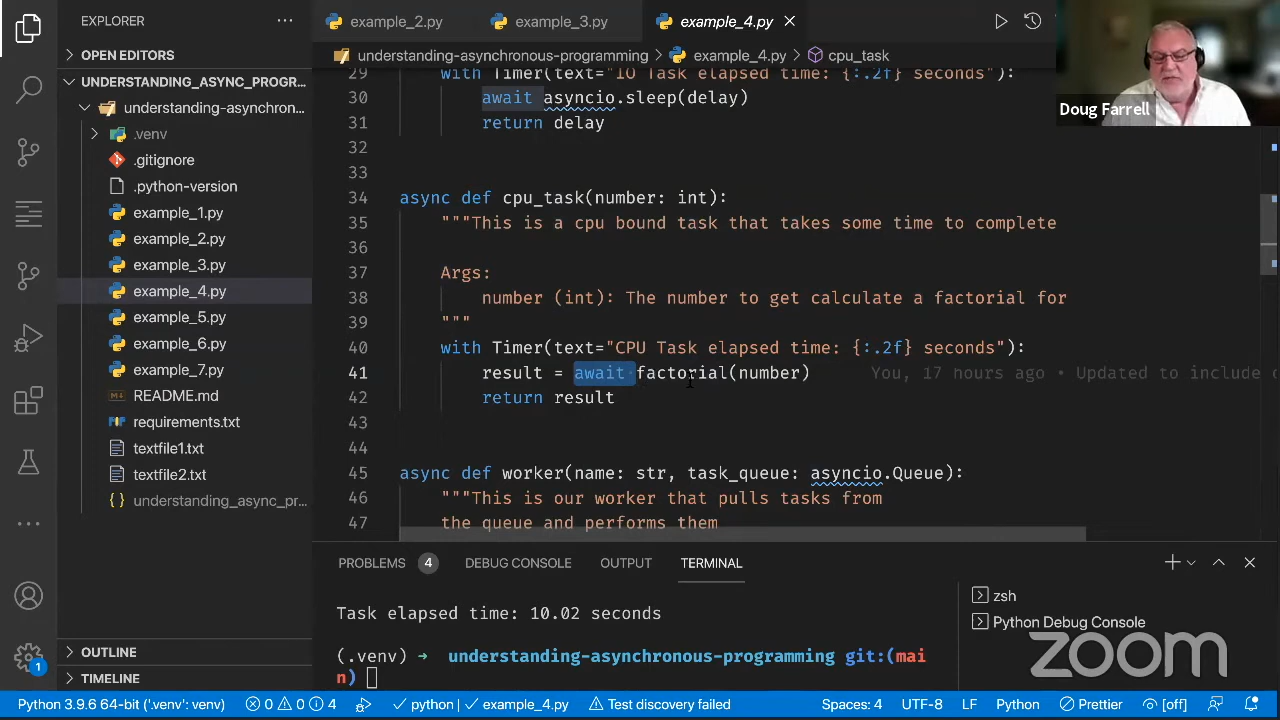 EXPLORER
example_2.py
example_3.py
example_4.py
OPEN EDITORS
understanding-asynchronous-programming > example_4.py > cpu_task
Doug Farrell
UNDERSTANDING_ASYNC_PROGR...
understanding-asynchron...
.venv
.gitignore
.python-version
example_1.py
example_2.py
example_3.py
example_4.py
example_5.py
example_6.py
example_7.py
README.md
requirements.txt
textfile1.txt
textfile2.txt
understanding_async_pr...
OUTLINE
TIMELINE
29 with Timer(text="IO Task elapsed time: {:.2f} seconds"):
30 await asyncio.sleep(delay)
31 return delay
32
33
34 async def cpu_task(number: int):
35 """This is a cpu bound task that takes some time to complete
36
37 Args:
38 number (int): The number to get calculate a factorial for
39 """
40 with Timer(text="CPU Task elapsed time: {:.2f} seconds"):
41 result = await factorial(number) You, 17 hours ago • Updated to include
42 return result
43
44
45 async def worker(name: str, task_queue: asyncio.Queue):
46 """This is our worker that pulls tasks from
47 the queue and performs them
PROBLEMS 4 DEBUG CONSOLE OUTPUT TERMINAL
Task elapsed time: 10.02 seconds
(.venv) → understanding-asynchronous-programming git:(mai
n)
zsh
Python Debug Console
zoom
1
Python 3.9.6 64-bit ('.venv': venv) 0 0 4 python | example_4.py Test discovery failed Spaces: 4 UTF-8 LF Python Prettier [off]